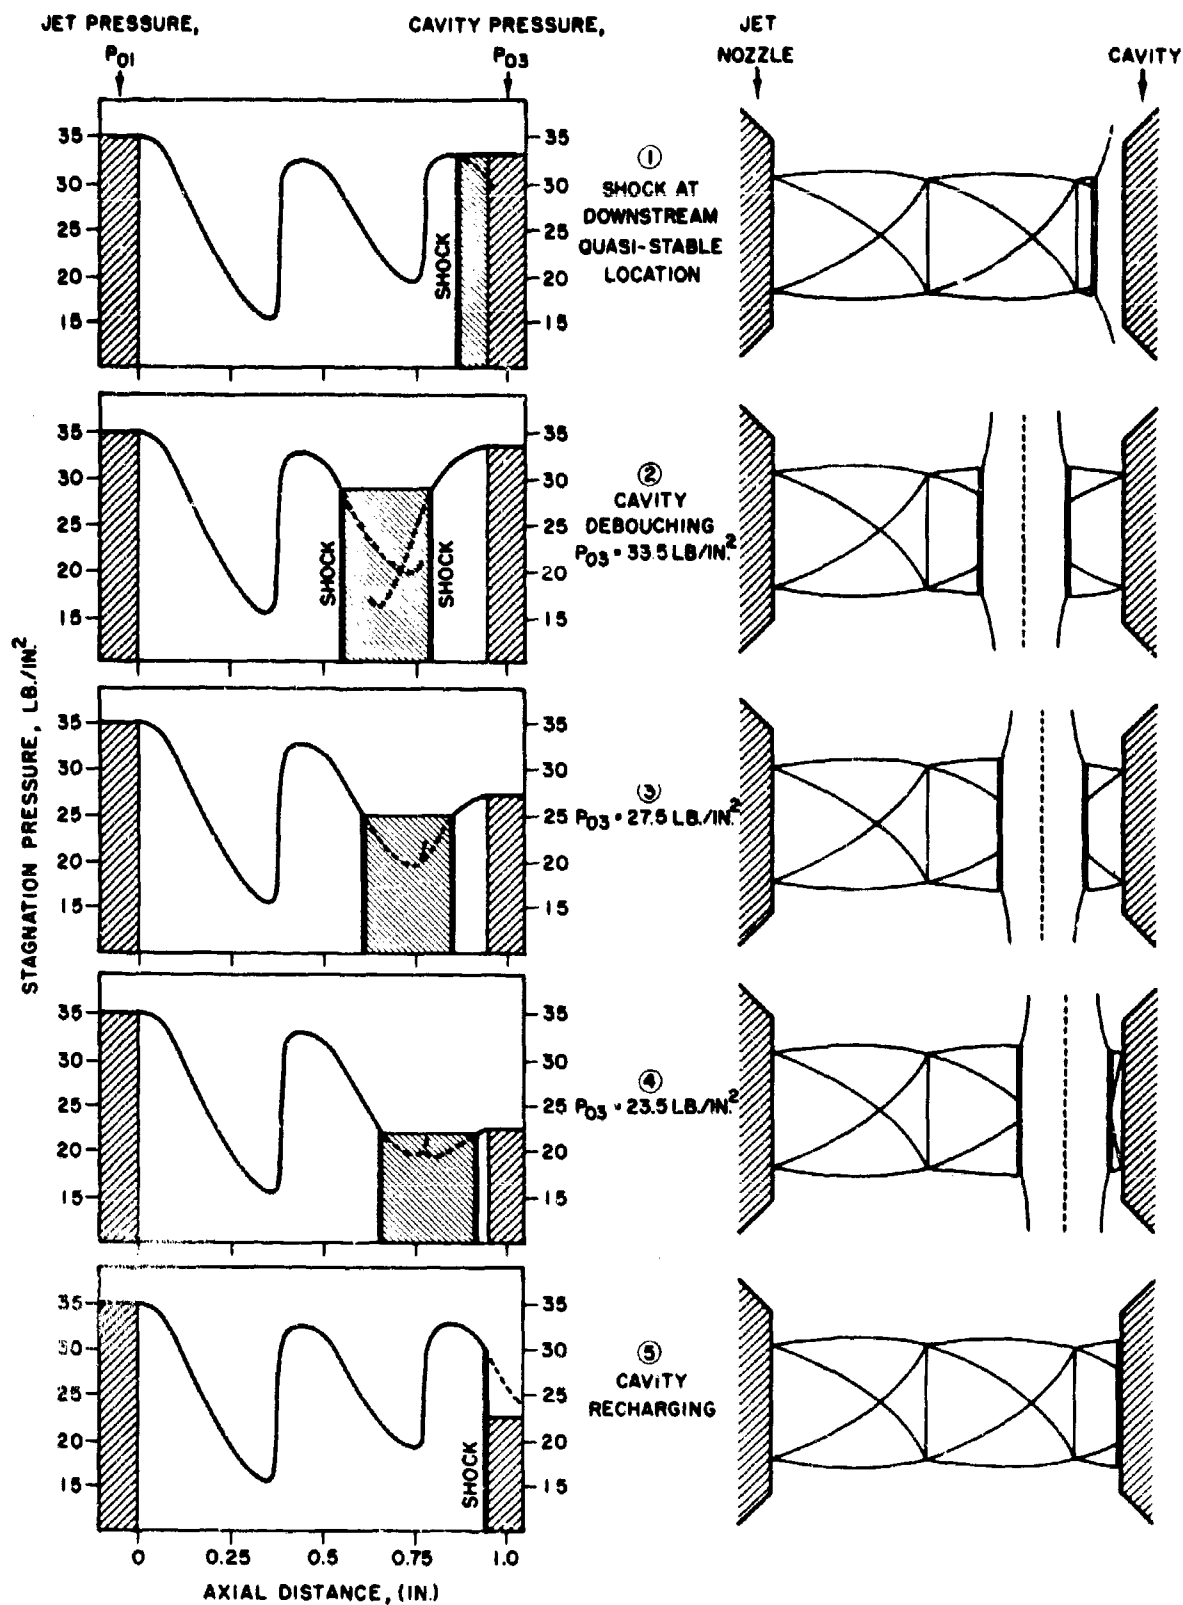 JET PRESSURE,
P01
CAVITY PRESSURE,
P03
JET
NOZZLE
CAVITY
STAGNATION PRESSURE, LB./IN.2
35
30
25
20
15
35
30
25
20
15
SHOCK
①
SHOCK AT
DOWNSTREAM
QUASI-STABLE
LOCATION
35
30
25
20
15
35
30
25
20
15
SHOCK
SHOCK
②
CAVITY
DEBOUCHING
P03 = 33.5 LB/IN.2
35
30
25
20
15
35
30
25
20
15
③
P03 = 27.5 LB./IN.2
35
30
25
20
15
35
30
25
20
15
④
P03 = 23.5 LB./IN.2
35
30
25
20
15
35
30
25
20
15
SHOCK
⑤
CAVITY
RECHARGING
0 0.25 0.5 0.75 1.0
AXIAL DISTANCE, (IN.)